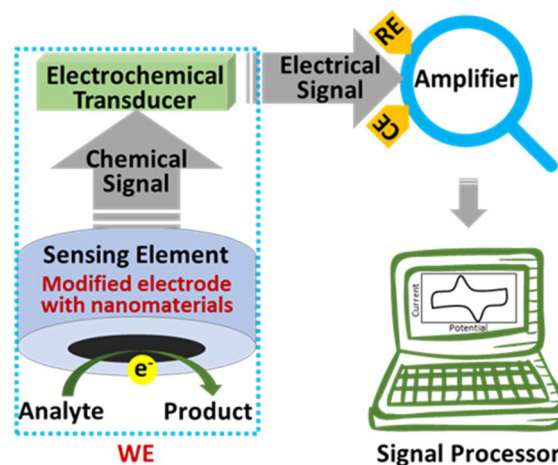 Electrochemical
Transducer
Chemical
Signal
Sensing Element
Modified electrode
with nanomaterials
e-
Analyte
Product
WE
Electrical
Signal
RE
CE
Amplifier
Current
Potential
Signal Processor